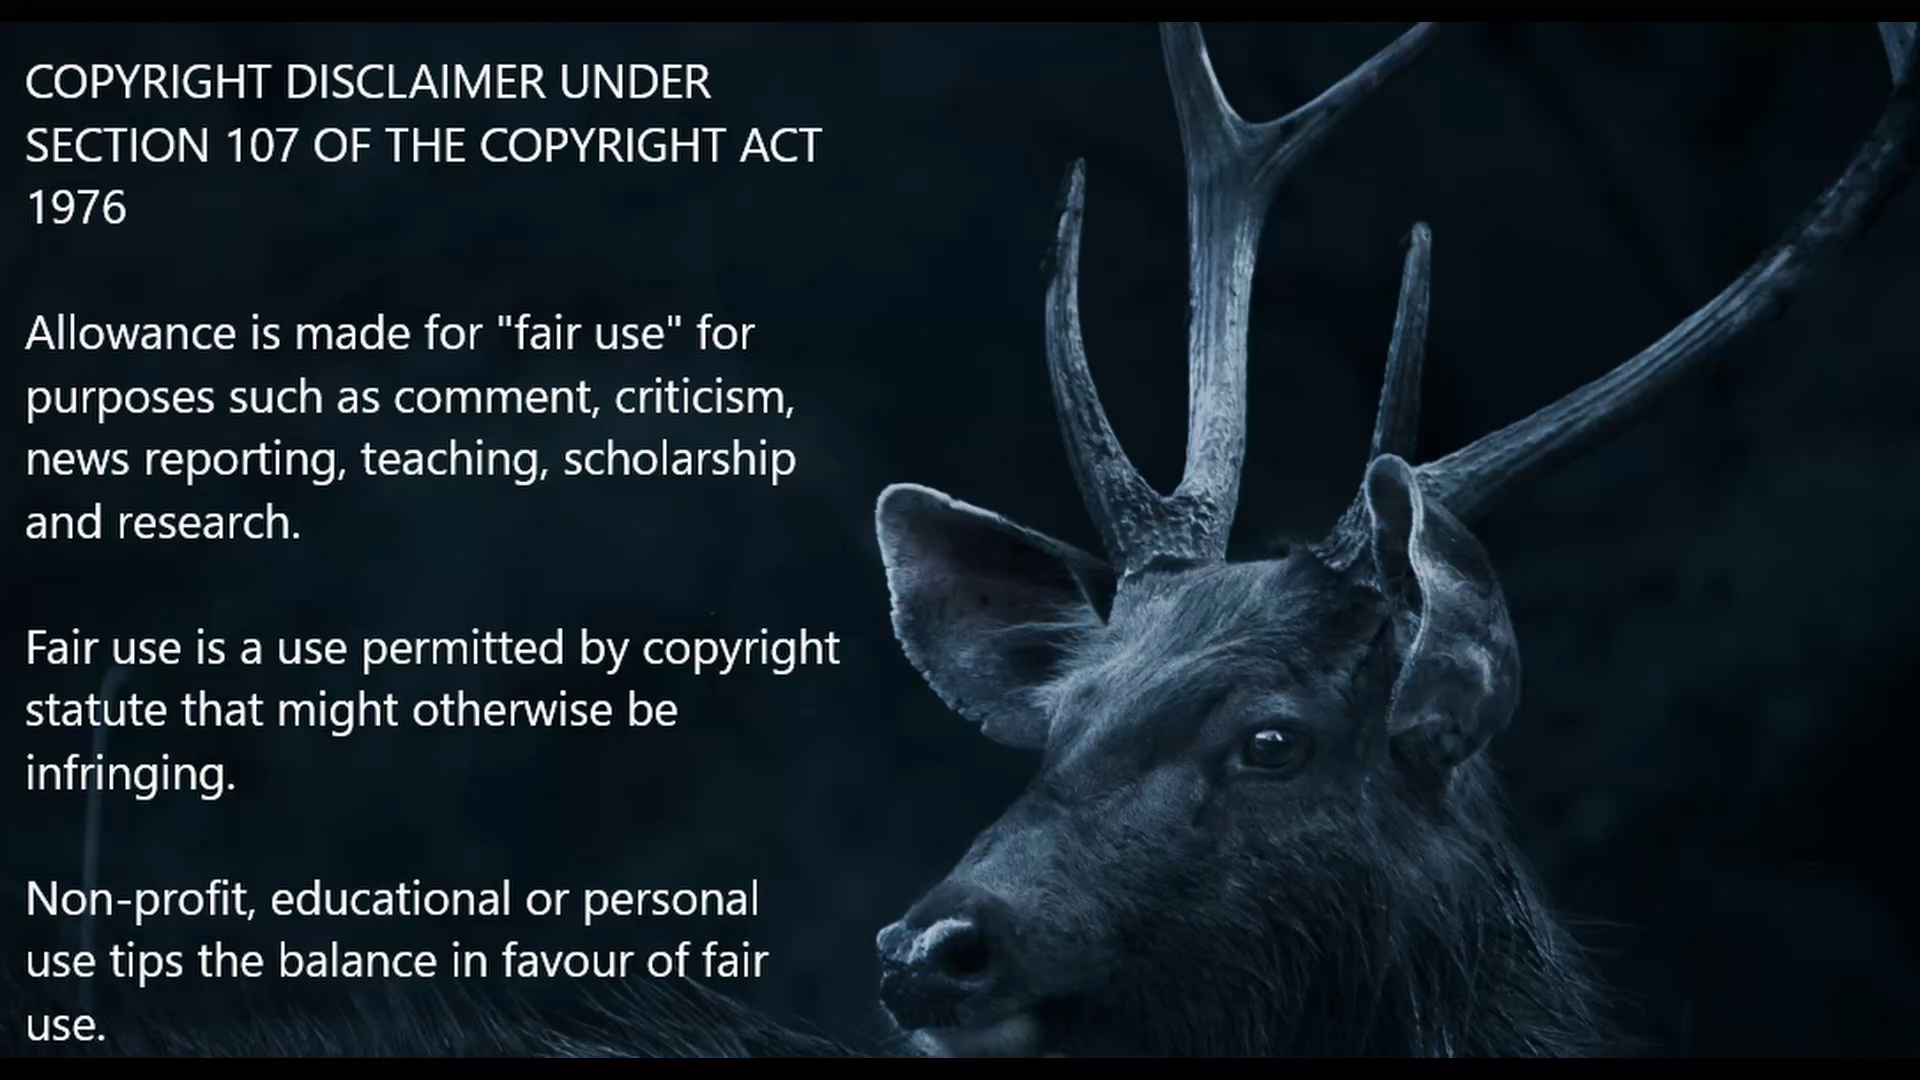 COPYRIGHT DISCLAIMER UNDER
SECTION 107 OF THE COPYRIGHT ACT
1976
Allowance is made for "fair use" for
purposes such as comment, criticism,
news reporting, teaching, scholarship
and research.
Fair use is a use permitted by copyright
statute that might otherwise be
infringing.
Non-profit, educational or personal
use tips the balance in favour of fair
use.